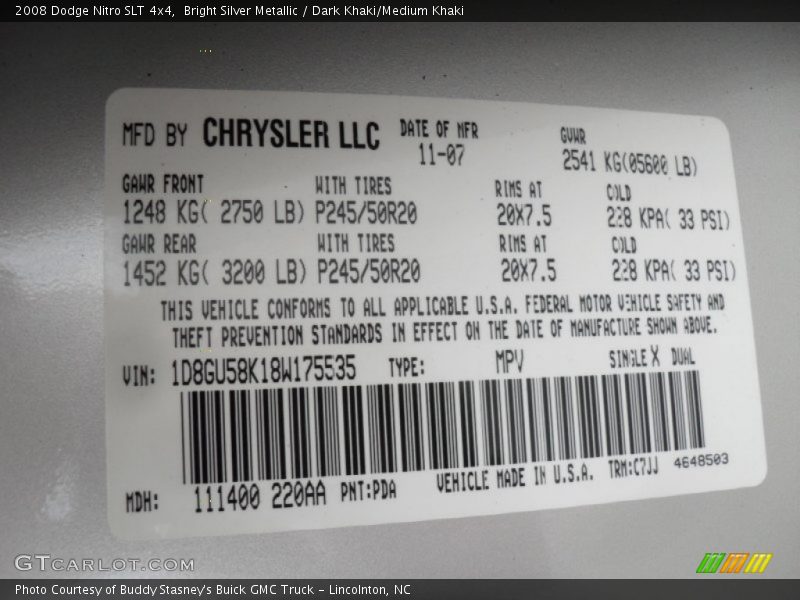 2008 Dodge Nitro SLT 4x4,  Bright Silver Metallic / Dark Khaki/Medium Khaki
MFD BY CHRYSLER LLC DATE OF MFR GVWR
11-07 2541 KG(05600 LB)
GAWR FRONT WITH TIRES RIMS AT COLD
1248 KG( 2750 LB) P245/50R20 20X7.5 228 KPA( 33 PSI)
GAWR REAR WITH TIRES RIMS AT COLD
1452 KG( 3200 LB) P245/50R20 20X7.5 228 KPA( 33 PSI)
THIS VEHICLE CONFORMS TO ALL APPLICABLE U.S.A. FEDERAL MOTOR VEHICLE SAFETY AND
THEFT PREVENTION STANDARDS IN EFFECT ON THE DATE OF MANUFACTURE SHOWN ABOVE.
VIN: 1D8GU58K18W175535 TYPE: MPV SINGLE X DUAL
MDH: 111400 220AA PNT:PDA VEHICLE MADE IN U.S.A. TRM:C7JJ 4648503
GTCARLOT.COM
Photo Courtesy of Buddy Stasney's Buick GMC Truck - Lincolnton, NC